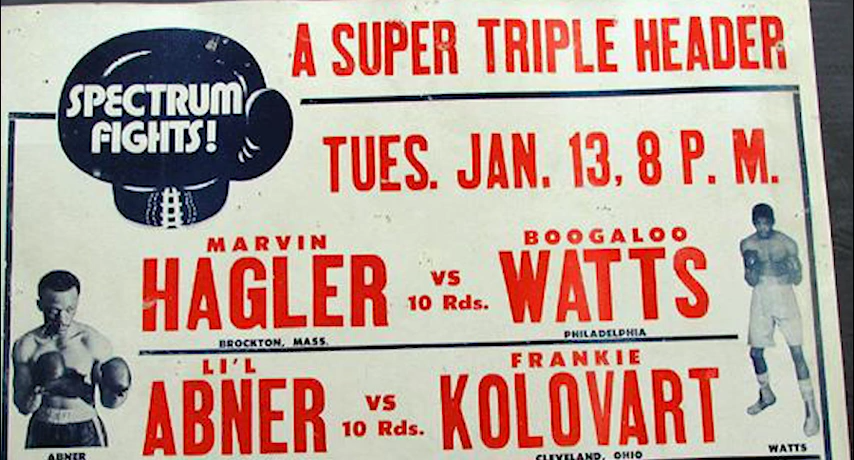 SPECTRUM
FIGHTS!
A SUPER TRIPLE HEADER
TUES. JAN. 13, 8 P. M.
MARVIN
HAGLER
BROCKTON, MASS.
VS
10 Rds.
BOOGALOO
WATTS
PHILADELPHIA
LI'L
ABNER
VS
10 Rds.
FRANKIE
KOLOVART
CLEVELAND, OHIO
ABNER
WATTS